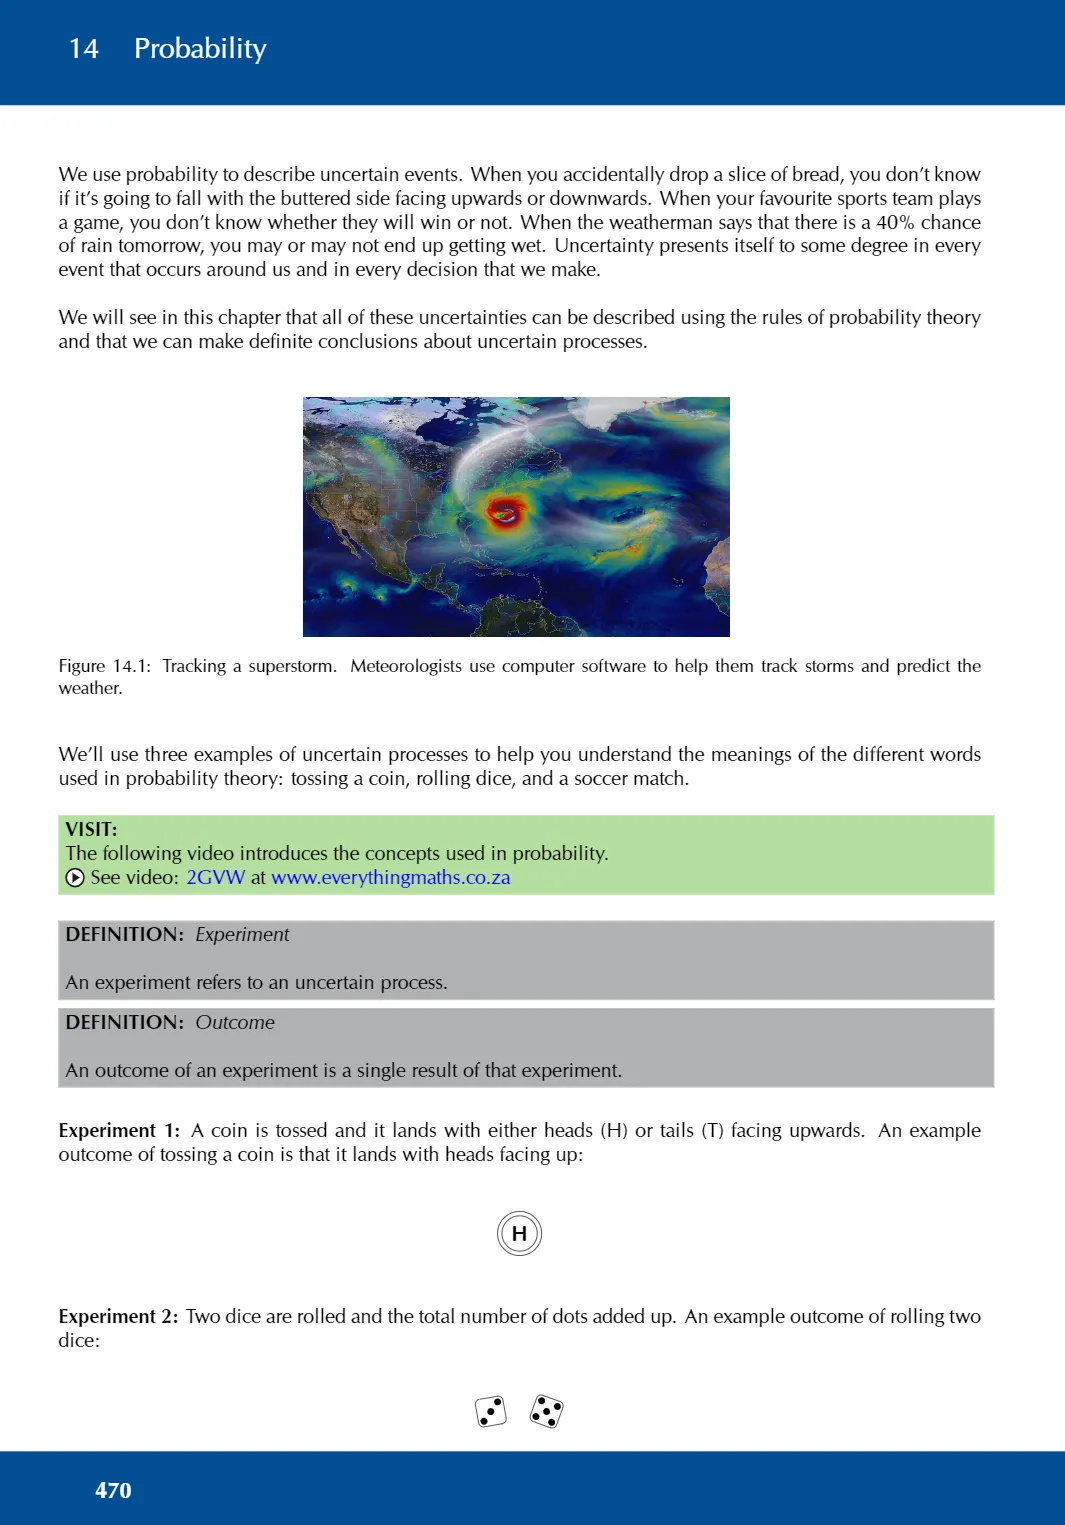 14 Probability
We use probability to describe uncertain events. When you accidentally drop a slice of bread, you don’t know
if it’s going to fall with the buttered side facing upwards or downwards. When your favourite sports team plays
a game, you don’t know whether they will win or not. When the weatherman says that there is a 40% chance
of rain tomorrow, you may or may not end up getting wet. Uncertainty presents itself to some degree in every
event that occurs around us and in every decision that we make.
We will see in this chapter that all of these uncertainties can be described using the rules of probability theory
and that we can make definite conclusions about uncertain processes.
Figure 14.1: Tracking a superstorm. Meteorologists use computer software to help them track storms and predict the
weather.
We’ll use three examples of uncertain processes to help you understand the meanings of the different words
used in probability theory: tossing a coin, rolling dice, and a soccer match.
VISIT:
The following video introduces the concepts used in probability.
See video: 2GVW at www.everythingmaths.co.za
DEFINITION: Experiment
An experiment refers to an uncertain process.
DEFINITION: Outcome
An outcome of an experiment is a single result of that experiment.
Experiment 1: A coin is tossed and it lands with either heads (H) or tails (T) facing upwards. An example
outcome of tossing a coin is that it lands with heads facing up:
H
Experiment 2: Two dice are rolled and the total number of dots added up. An example outcome of rolling two
dice:
470